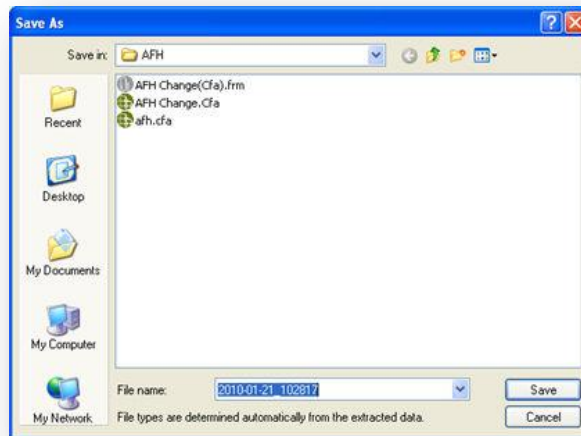 Save As
Save in: AFH
AFH Change(Cfa).frm
AFH Change.Cfa
afh.cfa
Recent
Desktop
My Documents
My Computer
My Network
File name: 2010-01-21_102817
Save
File types are determined automatically from the extracted data.
Cancel